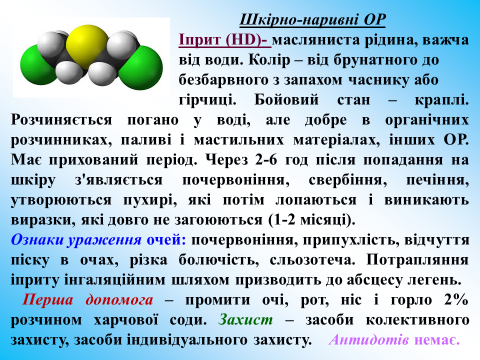 Шкірно-наривні ОР
Іприт (HD)- масляниста рідина, важча
від води. Колір – від брунатного до
безбарвного з запахом часнику або
гірчиці. Бойовий стан – краплі.
Розчиняється погано у воді, але добре в органічних
розчинниках, паливі і мастильних матеріалах, інших ОР.
Має прихований період. Через 2-6 год після попадання на
шкіру з'являється почервоніння, свербіння, печіння,
утворюються пухирі, які потім лопаються і виникають
виразки, які довго не загоюються (1-2 місяці).
Ознаки ураження очей: почервоніння, припухлість, відчуття
піску в очах, різка болючість, сльозотеча. Потрапляння
іприту інгаляційним шляхом призводить до абсцесу легень.
Перша допомога – промити очі, рот, ніс і горло 2%
розчином харчової соди. Захист – засоби колективного
захисту, засоби індивідуального захисту. Антидотів немає.